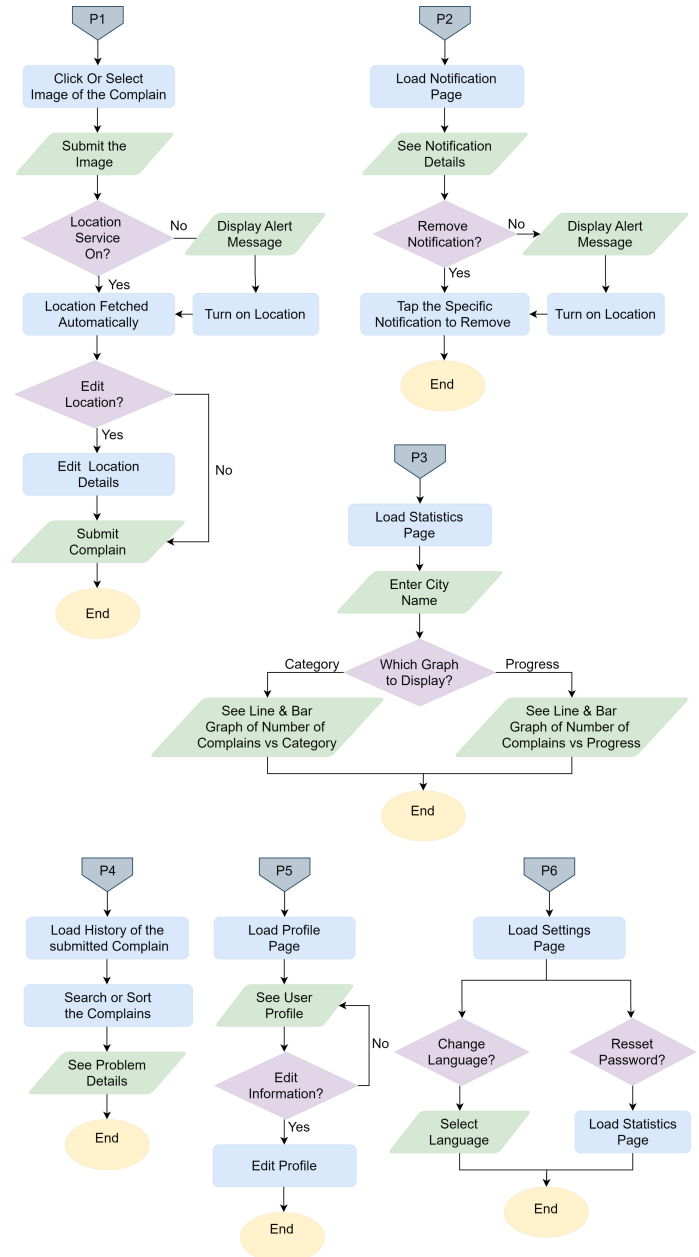 P1
Click Or Select
Image of the Complain
Submit the
Image
Location
Service
On?
No
Display Alert
Message
Yes
Location Fetched
Automatically
Turn on Location
Edit
Location?
Yes
No
Edit Location
Details
Submit
Complain
End
P2
Load Notification
Page
See Notification
Details
Remove
Notification?
No
Display Alert
Message
Yes
Tap the Specific
Notification to Remove
Turn on Location
End
P3
Load Statistics
Page
Enter City
Name
Which Graph
to Display?
Category
Progress
See Line & Bar
Graph of Number of
Complains vs Category
See Line & Bar
Graph of Number of
Complains vs Progress
End
P4
Load History of the
submitted Complain
Search or Sort
the Complains
See Problem
Details
End
P5
Load Profile
Page
See User
Profile
No
Edit
Information?
Yes
Edit Profile
End
P6
Load Settings
Page
Change
Language?
Resset
Password?
Select
Language
Load Statistics
Page
End